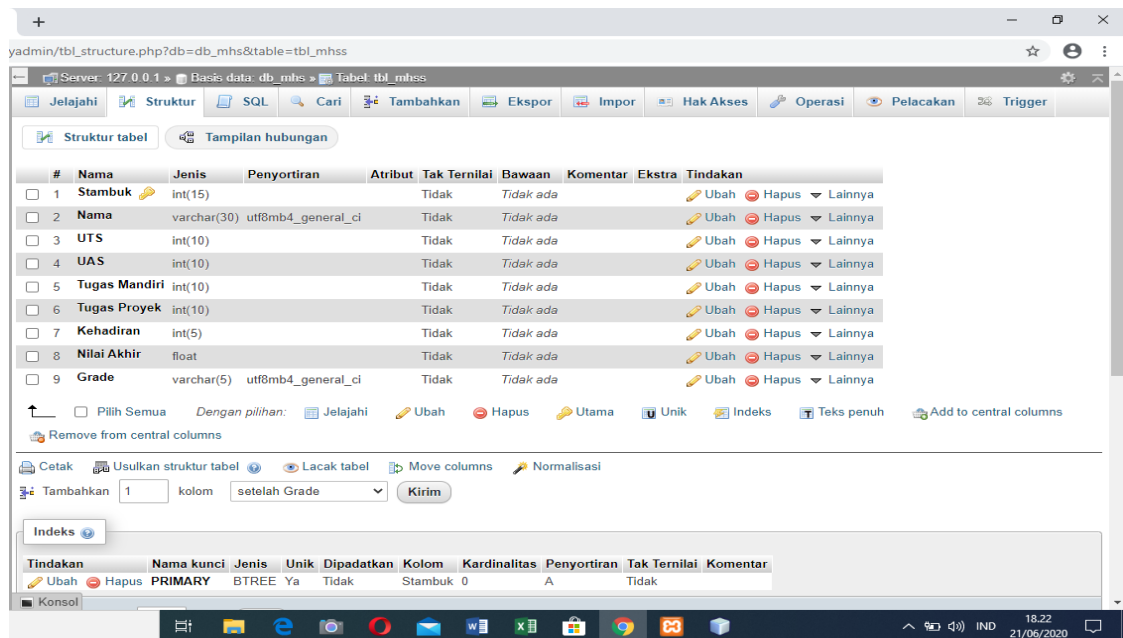 yadmin/tbl_structure.php?db=db_mhs&table=tbl_mhss
Server: 127.0.0.1 » Basis data: db_mhs » Tabel: tbl_mhss
Jelajahi Struktur SQL Cari Tambahkan Ekspor Impor Hak Akses Operasi Pelacakan Trigger
Struktur tabel Tampilan hubungan
# Nama Jenis Penyortiran Atribut Tak Ternilai Bawaan Komentar Ekstra Tindakan
1 Stambuk int(15) Tidak Tidak ada Ubah Hapus Lainnya
2 Nama varchar(30) utf8mb4_general_ci Tidak Tidak ada Ubah Hapus Lainnya
3 UTS int(10) Tidak Tidak ada Ubah Hapus Lainnya
4 UAS int(10) Tidak Tidak ada Ubah Hapus Lainnya
5 Tugas Mandiri int(10) Tidak Tidak ada Ubah Hapus Lainnya
6 Tugas Proyek int(10) Tidak Tidak ada Ubah Hapus Lainnya
7 Kehadiran int(5) Tidak Tidak ada Ubah Hapus Lainnya
8 Nilai Akhir float Tidak Tidak ada Ubah Hapus Lainnya
9 Grade varchar(5) utf8mb4_general_ci Tidak Tidak ada Ubah Hapus Lainnya
Pilih Semua Dengan pilihan: Jelajahi Ubah Hapus Utama Unik Indeks Teks penuh Add to central columns
Remove from central columns
Cetak Usulkan struktur tabel Lacak tabel Move columns Normalisasi
Tambahkan 1 kolom setelah Grade Kirim
Indeks
Tindakan Nama kunci Jenis Unik Dipadatkan Kolom Kardinalitas Penyortiran Tak Ternilai Komentar
Ubah Hapus PRIMARY BTREE Ya Tidak Stambuk 0 A Tidak
Konsol
IND 18.22
21/06/2020